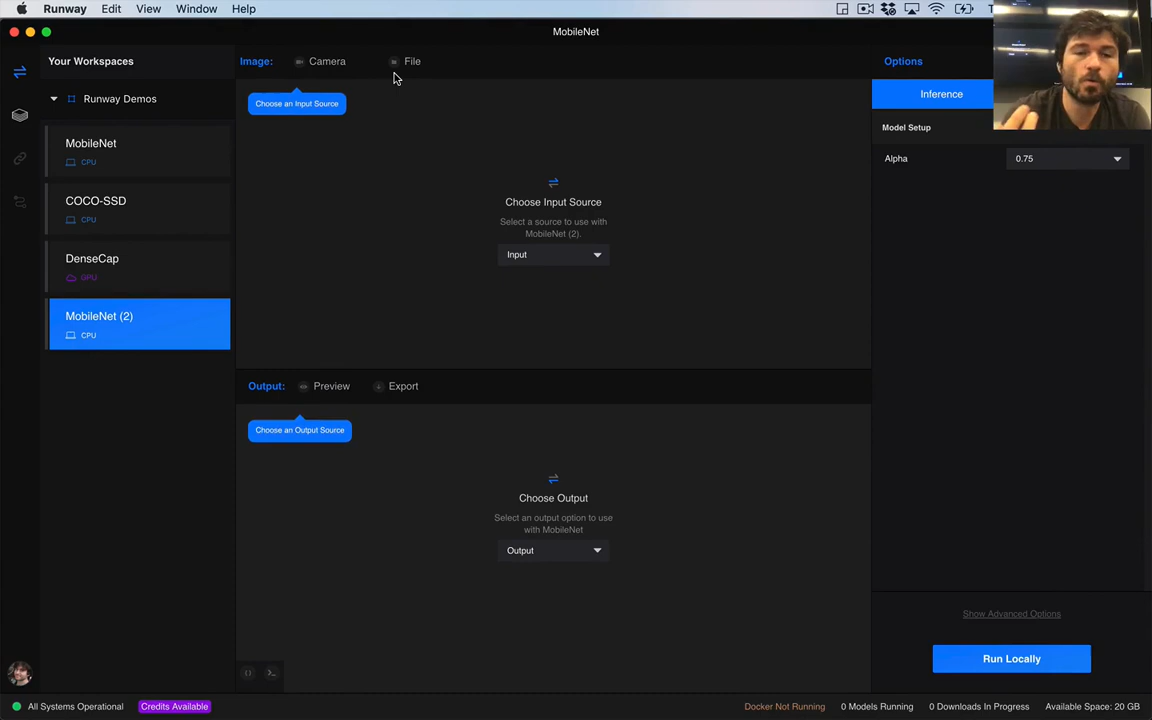 Runway Edit View Window Help
MobileNet
Your Workspaces
Image: Camera File
Options
Runway Demos
Choose an Input Source
Inference
Model Setup
MobileNet
CPU
Alpha 0.75
COCO-SSD
CPU
Choose Input Source
Select a source to use with
MobileNet (2).
Input
DenseCap
GPU
MobileNet (2)
CPU
Output: Preview Export
Choose an Output Source
Choose Output
Select an output option to use
with MobileNet
Output
Show Advanced Options
Run Locally
All Systems Operational Credits Available Docker Not Running 0 Models Running 0 Downloads In Progress Available Space: 20 GB